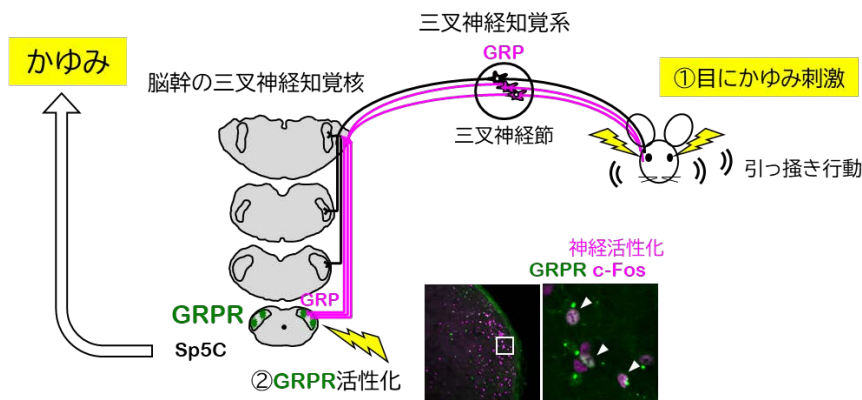 三叉神経知覚系
GRP
かゆみ
脳幹の三叉神経知覚核
①目にかゆみ刺激
三叉神経節
引っ掻き行動
神経活性化
GRPR c-Fos
GRP
GRPR
Sp5C
②GRPR活性化